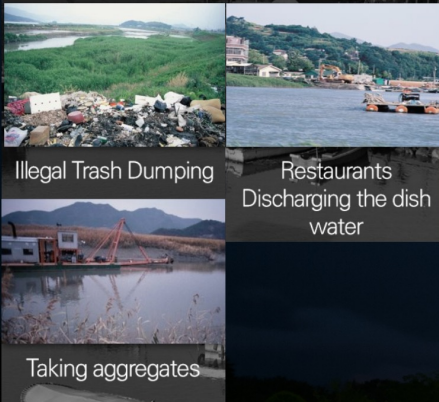 Illegal Trash Dumping
Restaurants
Discharging the dish
water
Taking aggregates